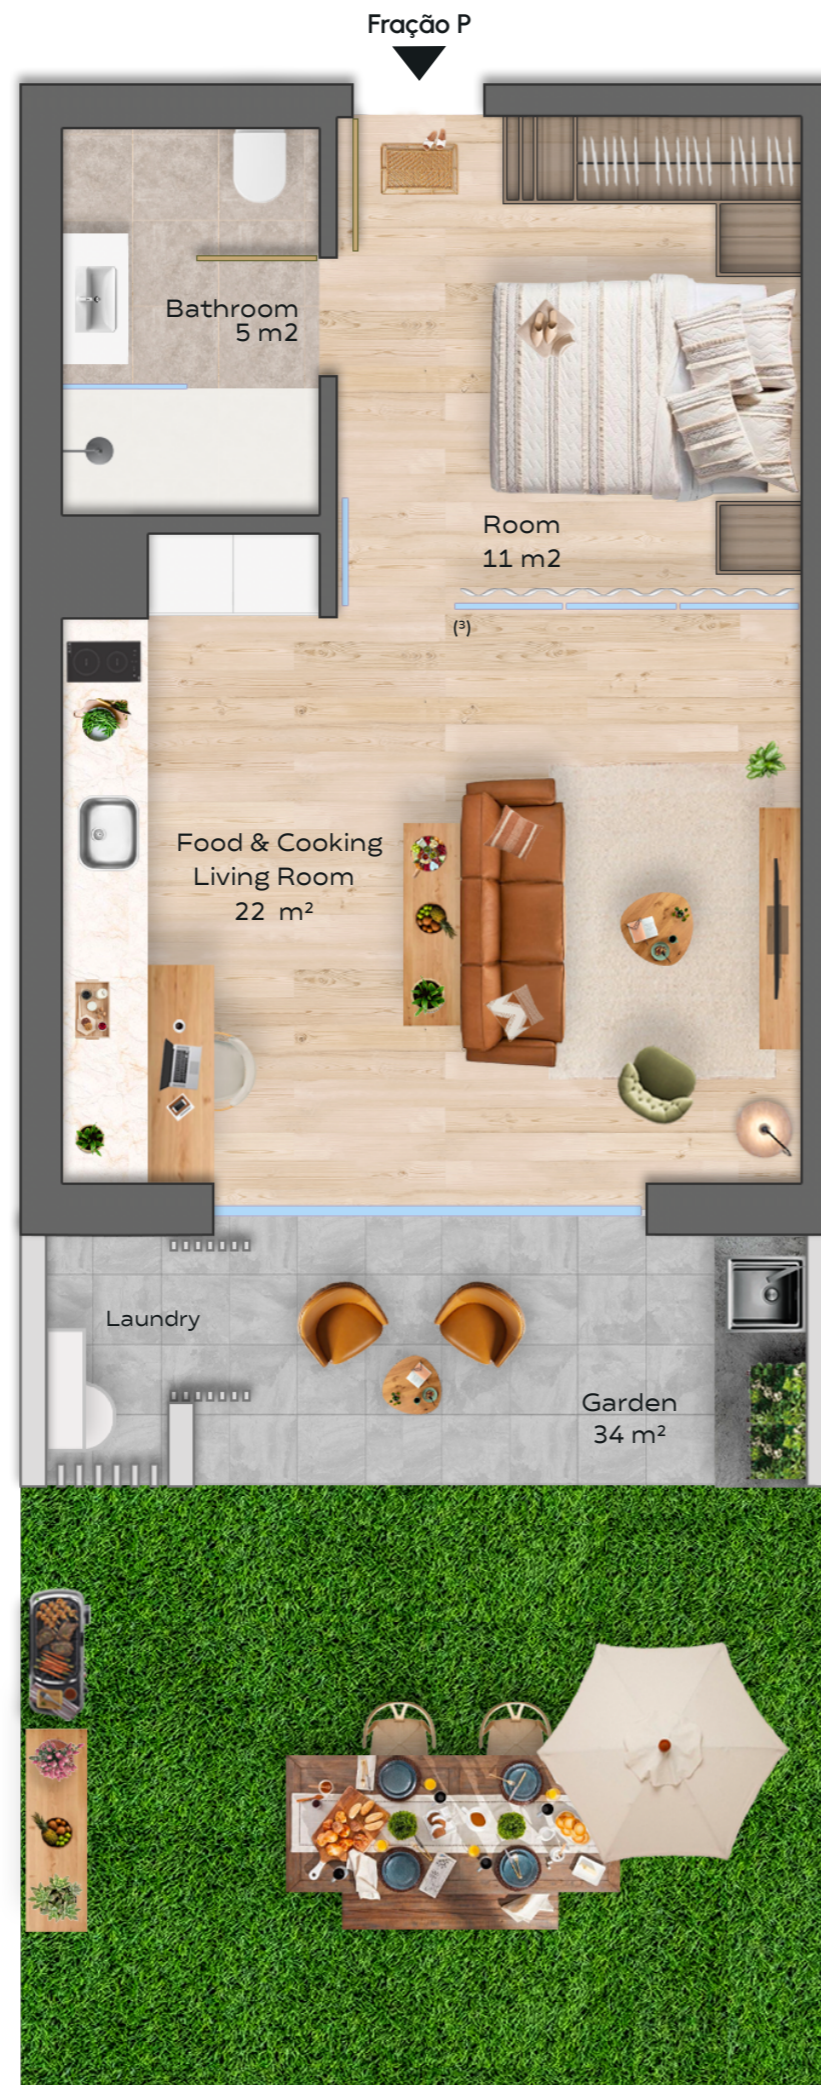 Fração P
Bathroom
5 m2
Room
11 m2
(³)
Food & Cooking
Living Room
22 m²
Laundry
Garden
34 m²